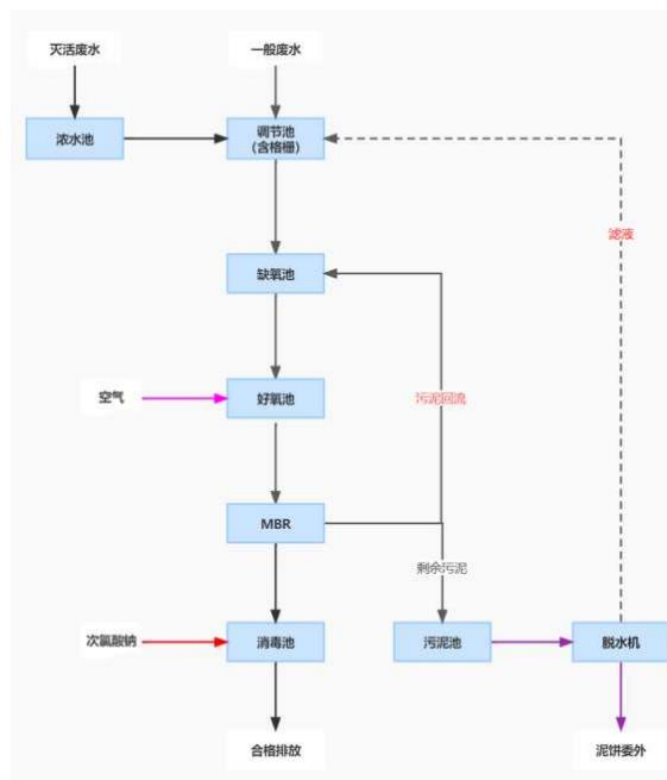 灭活废水
一般废水
浓水池
调节池
(含格栅)
滤液
缺氧池
空气
好氧池
污泥回流
MBR
剩余污泥
次氯酸钠
消毒池
污泥池
脱水机
合格排放
泥饼委外